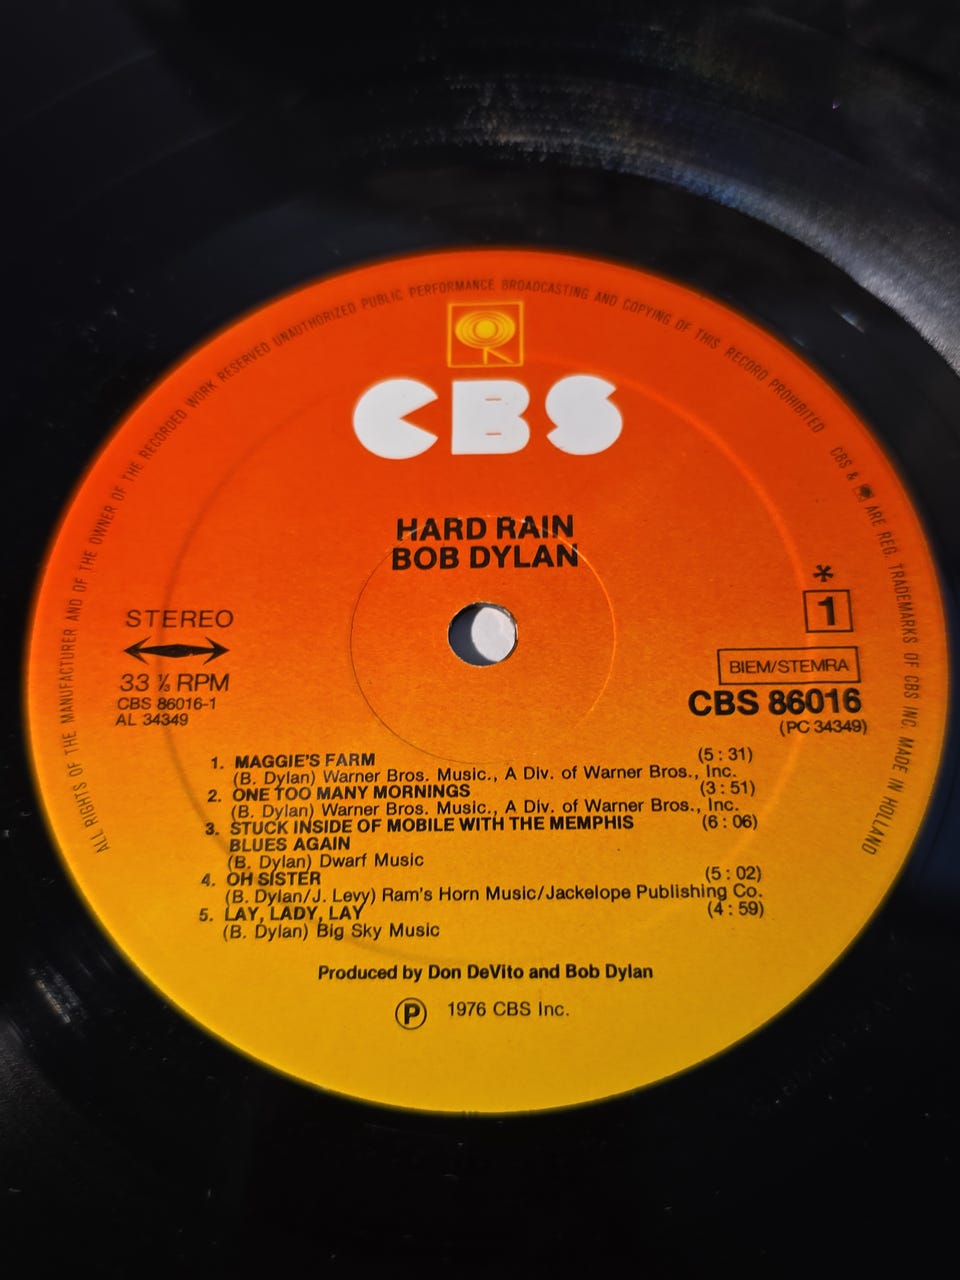 ALL RIGHTS OF THE MANUFACTURER AND OF THE OWNER OF THE RECORDED WORK RESERVED UNAUTHORIZED PUBLIC PERFORMANCE BROADCASTING AND COPYING OF THIS RECORD PROHIBITED CBS & ARE REG. TRADEMARKS OF CBS INC. MADE IN HOLLAND
CBS
HARD RAIN
BOB DYLAN
STEREO
33 ⅓ RPM
CBS 86016-1
AL 34349
*
1
BIEM/STEMRA
CBS 86016
(PC 34349)
1. MAGGIE'S FARM (5 : 31)
(B. Dylan) Warner Bros. Music., A Div. of Warner Bros., Inc.
2. ONE TOO MANY MORNINGS (3 : 51)
(B. Dylan) Warner Bros. Music., A Div. of Warner Bros., Inc.
3. STUCK INSIDE OF MOBILE WITH THE MEMPHIS (6 : 06)
BLUES AGAIN
(B. Dylan) Dwarf Music
4. OH SISTER (5 : 02)
(B. Dylan/J. Levy) Ram's Horn Music/Jackelope Publishing Co.
5. LAY, LADY, LAY (4 : 59)
(B. Dylan) Big Sky Music
Produced by Don DeVito and Bob Dylan
Ⓟ 1976 CBS Inc.